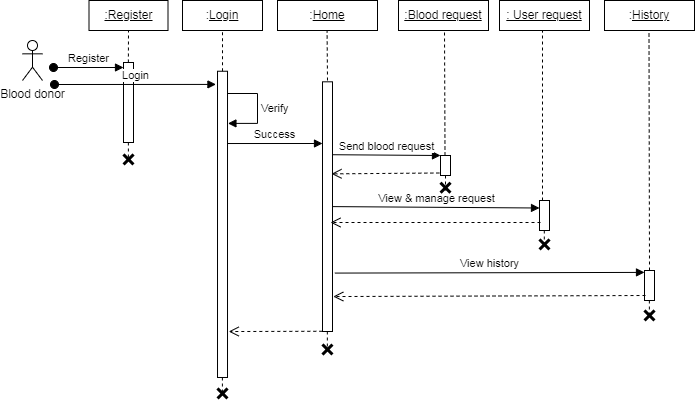 :Register
:Login
:Home
:Blood request
: User request
:History
Register
Login
Blood donor
Verify
Success
Send blood request
View & manage request
View history